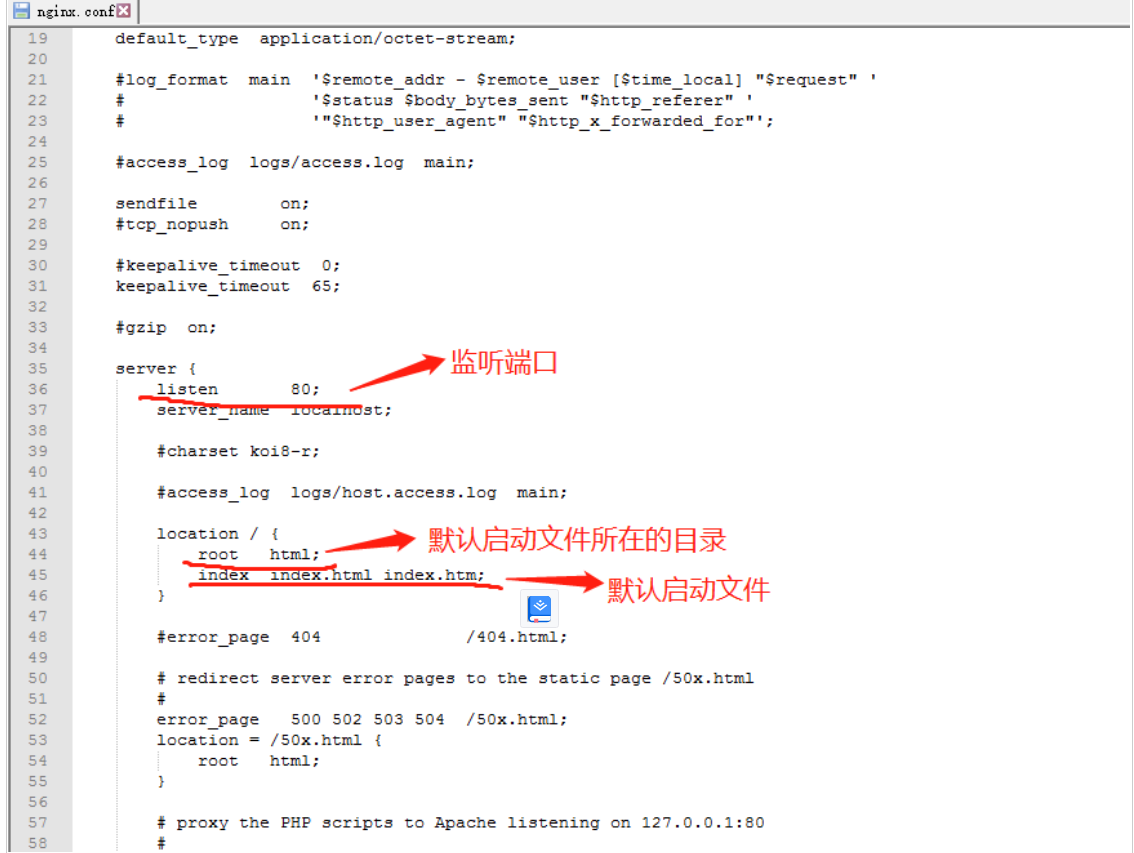 nginx.conf
19 default_type application/octet-stream;
20
21 #log_format main '$remote_addr - $remote_user [$time_local] "$request" '
22 # '$status $body_bytes_sent "$http_referer" '
23 # '"$http_user_agent" "$http_x_forwarded_for"';
24
25 #access_log logs/access.log main;
26
27 sendfile on;
28 #tcp_nopush on;
29
30 #keepalive_timeout 0;
31 keepalive_timeout 65;
32
33 #gzip on;
34
35 server {
监听端口
36 listen 80;
37 server_name localhost;
38
39 #charset koi8-r;
40
41 #access_log logs/host.access.log main;
42
43 location / {
默认启动文件所在的目录
44 root html;
45 index index.html index.htm;
默认启动文件
46 }
47
48 #error_page 404 /404.html;
49
50 # redirect server error pages to the static page /50x.html
51 #
52 error_page 500 502 503 504 /50x.html;
53 location = /50x.html {
54 root html;
55 }
56
57 # proxy the PHP scripts to Apache listening on 127.0.0.1:80
58 #